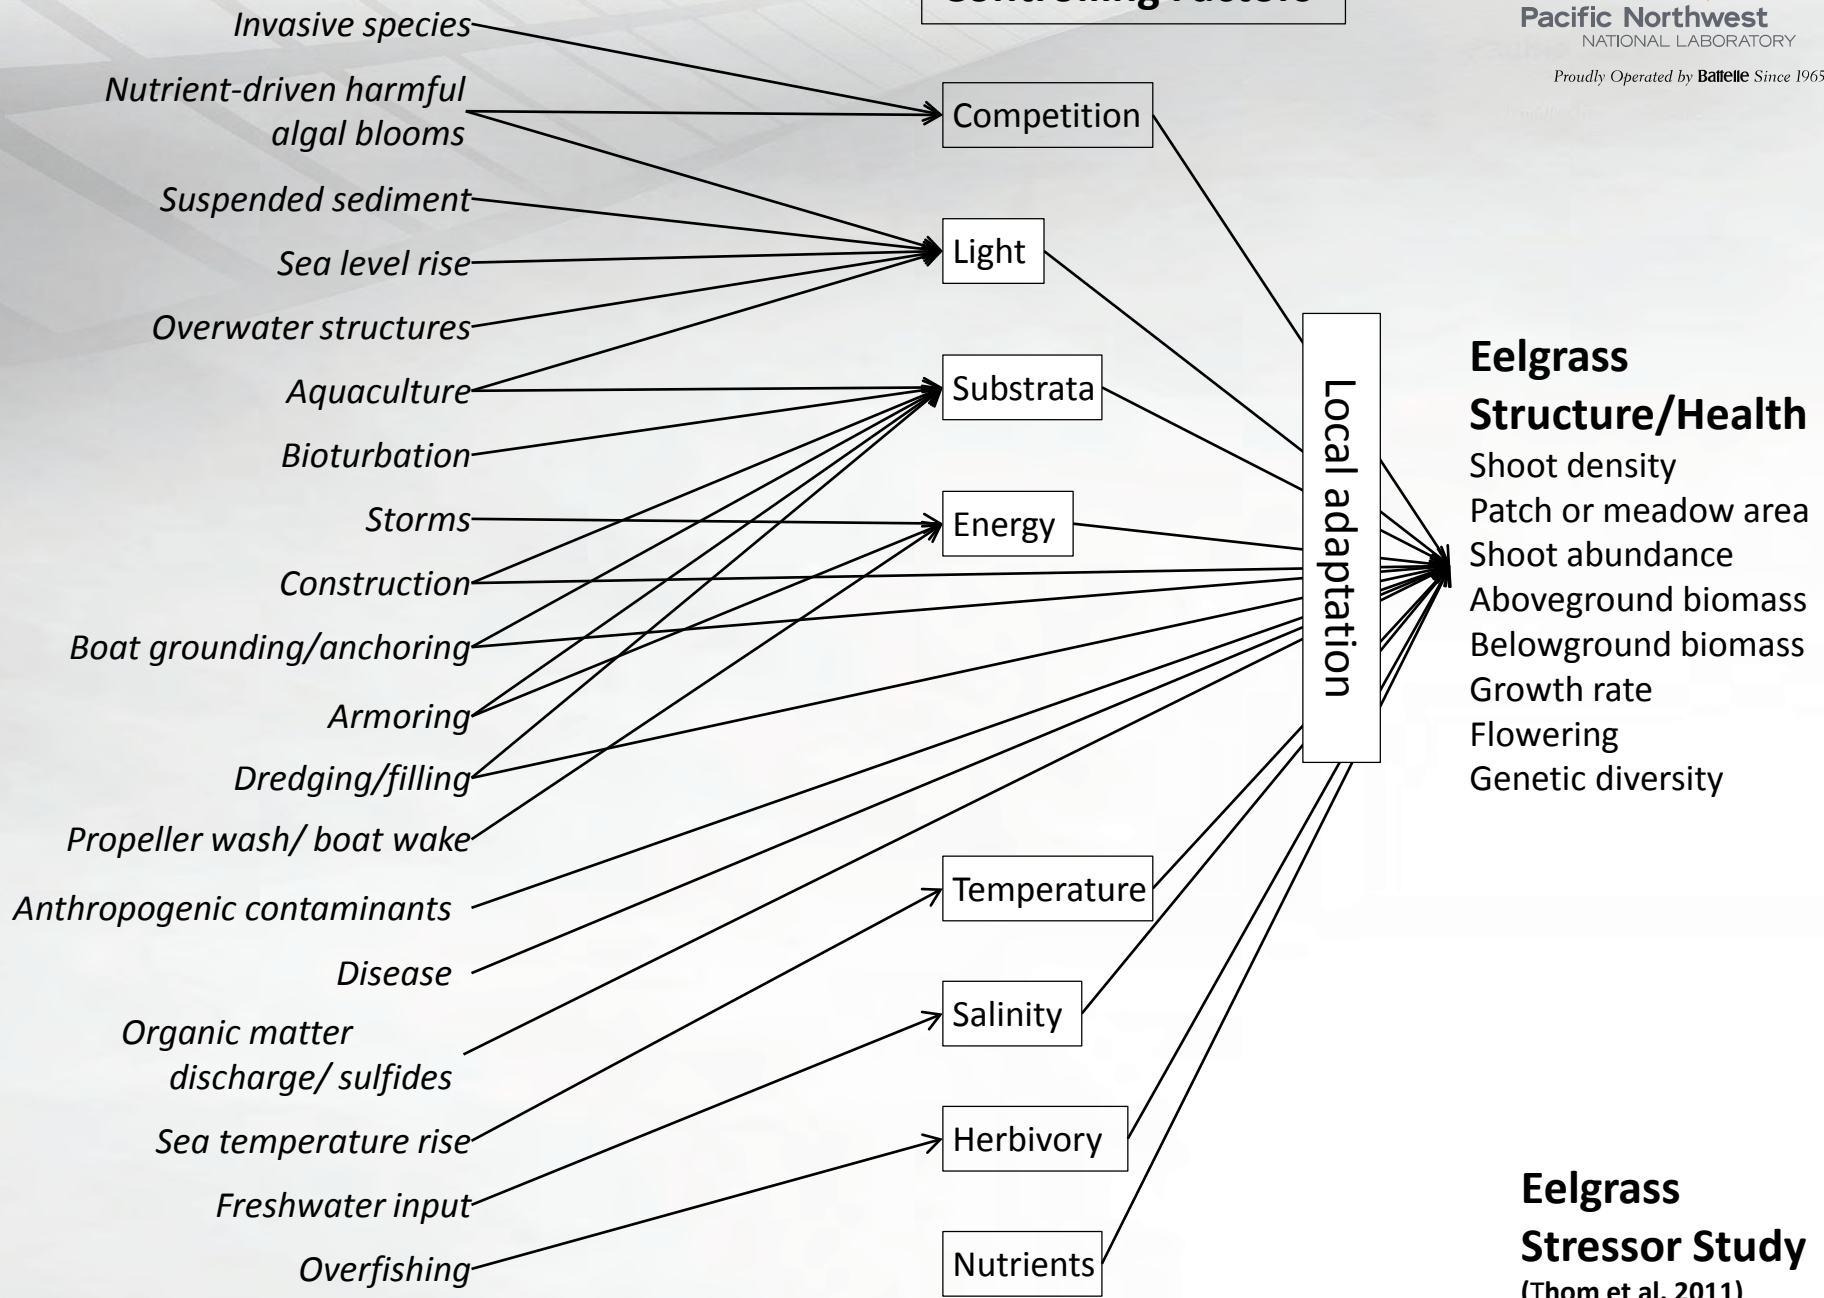 Controlling Factors
Pacific Northwest
NATIONAL LABORATORY
Proudly Operated by Battelle Since 1965
Invasive species
Nutrient-driven harmful
algal blooms
Suspended sediment
Sea level rise
Overwater structures
Aquaculture
Bioturbation
Storms
Construction
Boat grounding/anchoring
Armoring
Dredging/filling
Propeller wash/ boat wake
Anthropogenic contaminants
Disease
Organic matter
discharge/ sulfides
Sea temperature rise
Freshwater input
Overfishing
Competition
Light
Substrata
Energy
Temperature
Salinity
Herbivory
Nutrients
Local adaptation
Eelgrass
Structure/Health
Shoot density
Patch or meadow area
Shoot abundance
Aboveground biomass
Belowground biomass
Growth rate
Flowering
Genetic diversity
Eelgrass
Stressor Study
(Thom et al. 2011)